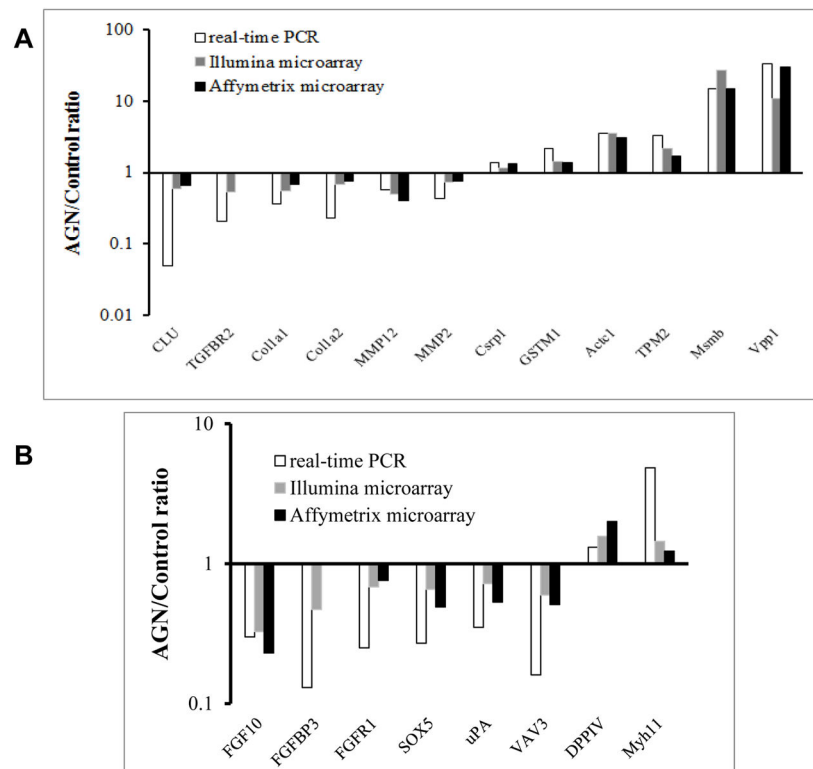 A
AGN/Control ratio
100
10
1
0.1
0.01
real-time PCR
Illumina microarray
Affymetrix microarray
CLU
TGFBR2
Col1a1
Col1a2
MMP12
MMP2
Csrp1
GSTM1
Actc1
TPM2
Msmb
Vpp1
B
AGN/Control ratio
10
1
0.1
real-time PCR
Illumina microarray
Affymetrix microarray
FGF10
FGFBP3
FGFR1
SOX5
uPA
VAV3
DPPIV
Myh11